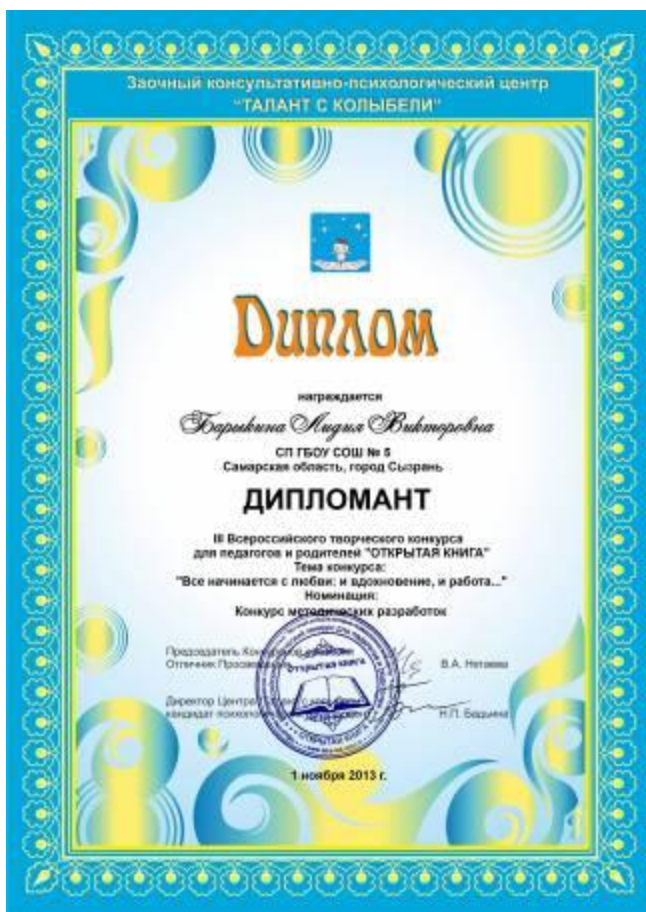 Заочный консультативно-психологический центр
"ТАЛАНТ С КОЛЫБЕЛИ"
Диплом
награждается
Барыкина Лидия Викторовна
СП ГБОУ СОШ № 5
Самарская область, город Сызрань
ДИПЛОМАНТ
III Всероссийского творческого конкурса
для педагогов и родителей "ОТКРЫТАЯ КНИГА"
Тема конкурса:
"Все начинается с любви: и вдохновение, и работа..."
Номинация:
Конкурс методических разработок
Председатель
Отличник
В.А.
Открытая книга
Директор Центра
кандидат
Н.П.
ОТКРЫТАЯ КНИГА
1 ноября 2013 г.